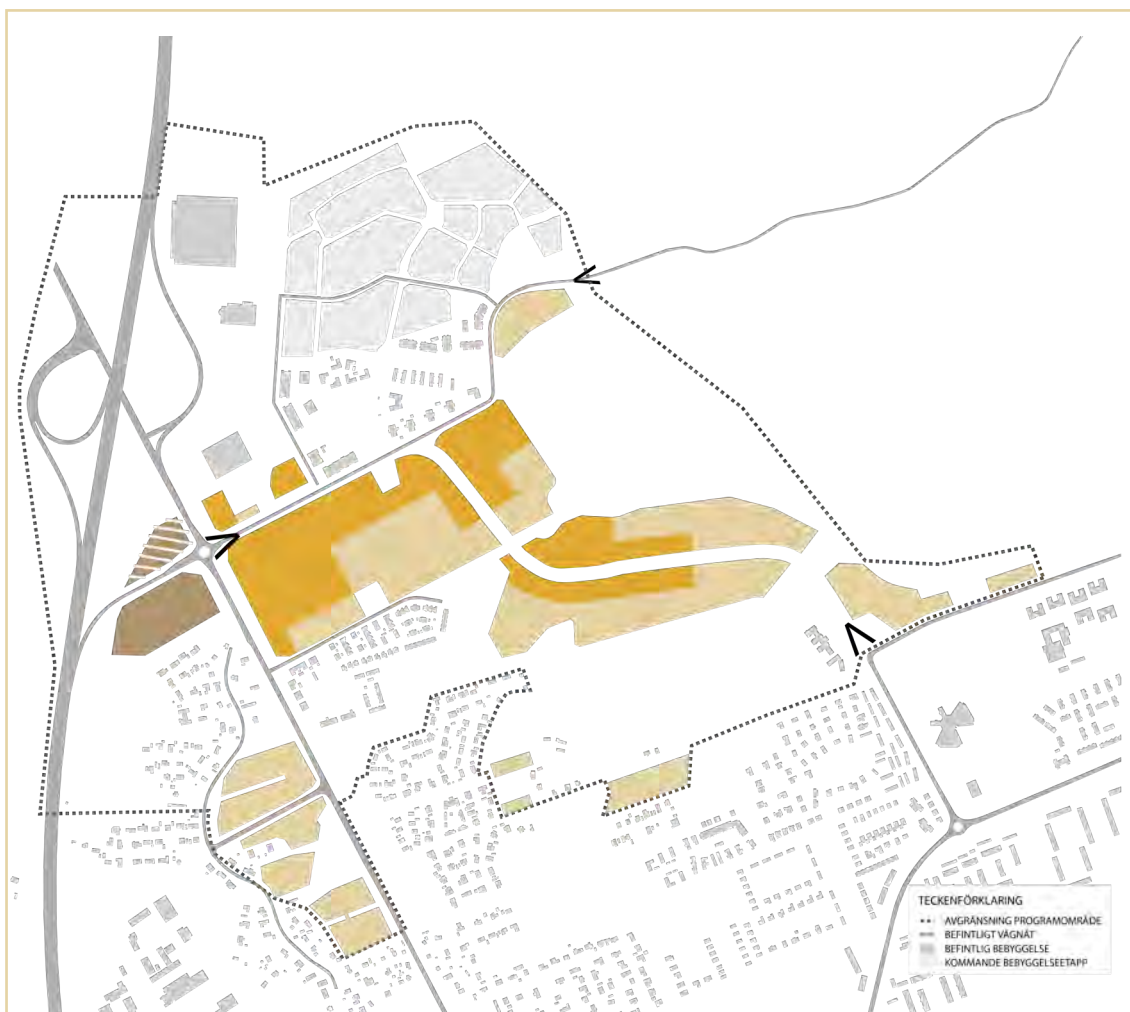 TECKENFÖRKLARING
AVGRÄNSNING PROGRAMOMRÅDE
BEFINTLIGT VÄGNÄT
BEFINTLIG BEBYGGELSE
KOMMANDE BEBYGGELSEETAPP